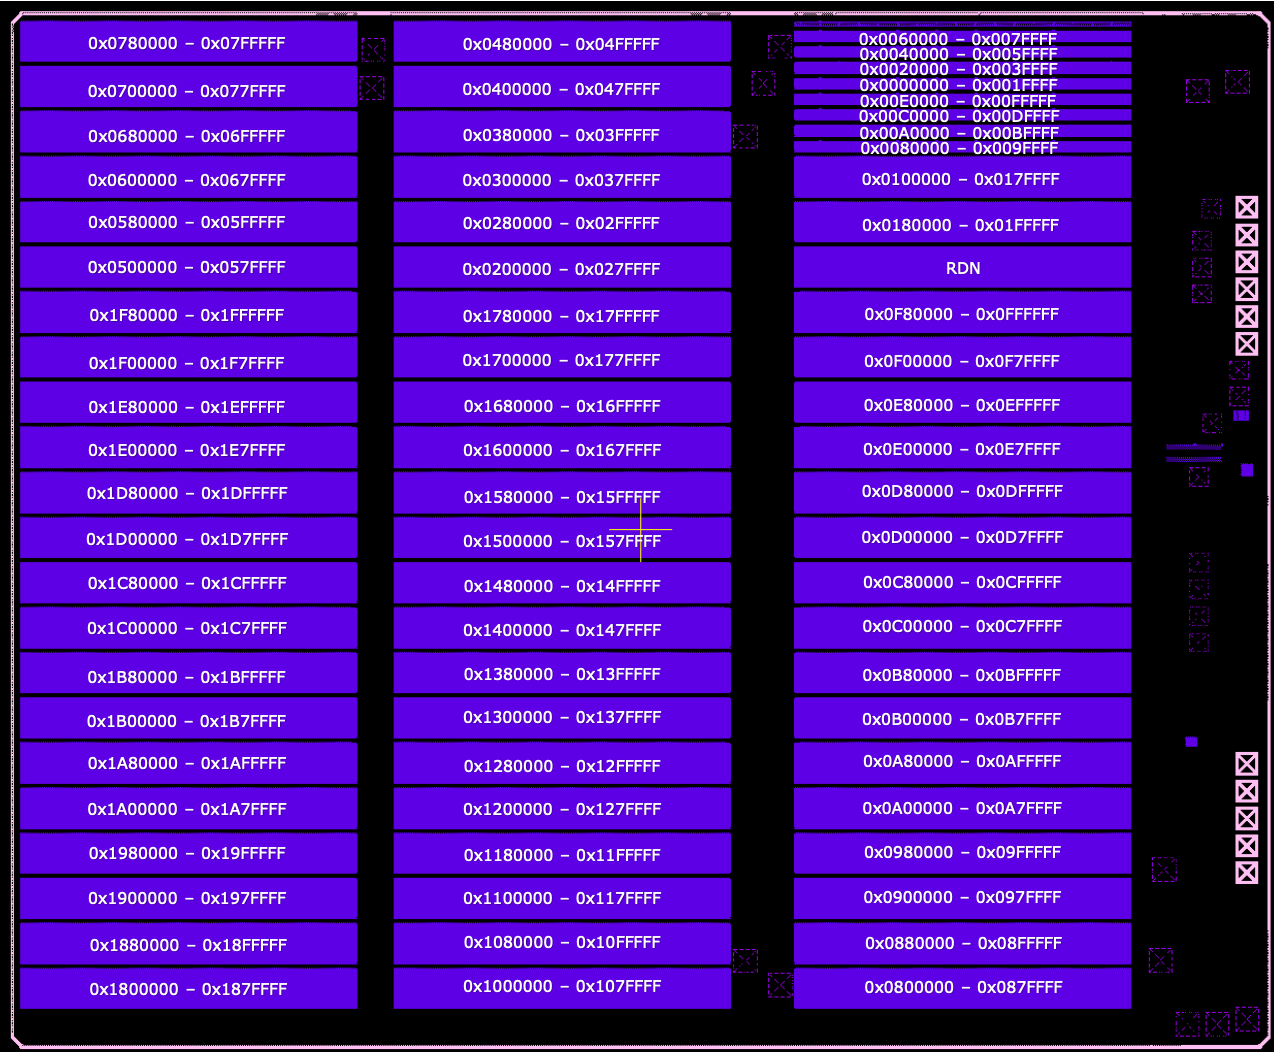 0x0780000 – 0x07FFFFF
0x0700000 – 0x077FFFF
0x0680000 – 0x06FFFFF
0x0600000 – 0x067FFFF
0x0580000 – 0x05FFFFF
0x0500000 – 0x057FFFF
0x1F80000 – 0x1FFFFFF
0x1F00000 – 0x1F7FFFF
0x1E80000 – 0x1EFFFFF
0x1E00000 – 0x1E7FFFF
0x1D80000 – 0x1DFFFFF
0x1D00000 – 0x1D7FFFF
0x1C80000 – 0x1CFFFFF
0x1C00000 – 0x1C7FFFF
0x1B80000 – 0x1BFFFFF
0x1B00000 – 0x1B7FFFF
0x1A80000 – 0x1AFFFFF
0x1A00000 – 0x1A7FFFF
0x1980000 – 0x19FFFFF
0x1900000 – 0x197FFFF
0x1880000 – 0x18FFFFF
0x1800000 – 0x187FFFF
0x0480000 – 0x04FFFFF
0x0400000 – 0x047FFFF
0x0380000 – 0x03FFFFF
0x0300000 – 0x037FFFF
0x0280000 – 0x02FFFFF
0x0200000 – 0x027FFFF
0x1780000 – 0x17FFFFF
0x1700000 – 0x177FFFF
0x1680000 – 0x16FFFFF
0x1600000 – 0x167FFFF
0x1580000 – 0x15FFFFF
0x1500000 – 0x157FFFF
0x1480000 – 0x14FFFFF
0x1400000 – 0x147FFFF
0x1380000 – 0x13FFFFF
0x1300000 – 0x137FFFF
0x1280000 – 0x12FFFFF
0x1200000 – 0x127FFFF
0x1180000 – 0x11FFFFF
0x1100000 – 0x117FFFF
0x1080000 – 0x10FFFFF
0x1000000 – 0x107FFFF
0x0060000 – 0x007FFFF
0x0040000 – 0x005FFFF
0x0020000 – 0x003FFFF
0x0000000 – 0x001FFFF
0x00E0000 – 0x00FFFFF
0x00C0000 – 0x00DFFFF
0x00A0000 – 0x00BFFFF
0x0080000 – 0x009FFFF
0x0100000 – 0x017FFFF
0x0180000 – 0x01FFFFF
RDN
0x0F80000 – 0x0FFFFFF
0x0F00000 – 0x0F7FFFF
0x0E80000 – 0x0EFFFFF
0x0E00000 – 0x0E7FFFF
0x0D80000 – 0x0DFFFFF
0x0D00000 – 0x0D7FFFF
0x0C80000 – 0x0CFFFFF
0x0C00000 – 0x0C7FFFF
0x0B80000 – 0x0BFFFFF
0x0B00000 – 0x0B7FFFF
0x0A80000 – 0x0AFFFFF
0x0A00000 – 0x0A7FFFF
0x0980000 – 0x09FFFFF
0x0900000 – 0x097FFFF
0x0880000 – 0x08FFFFF
0x0800000 – 0x087FFFF